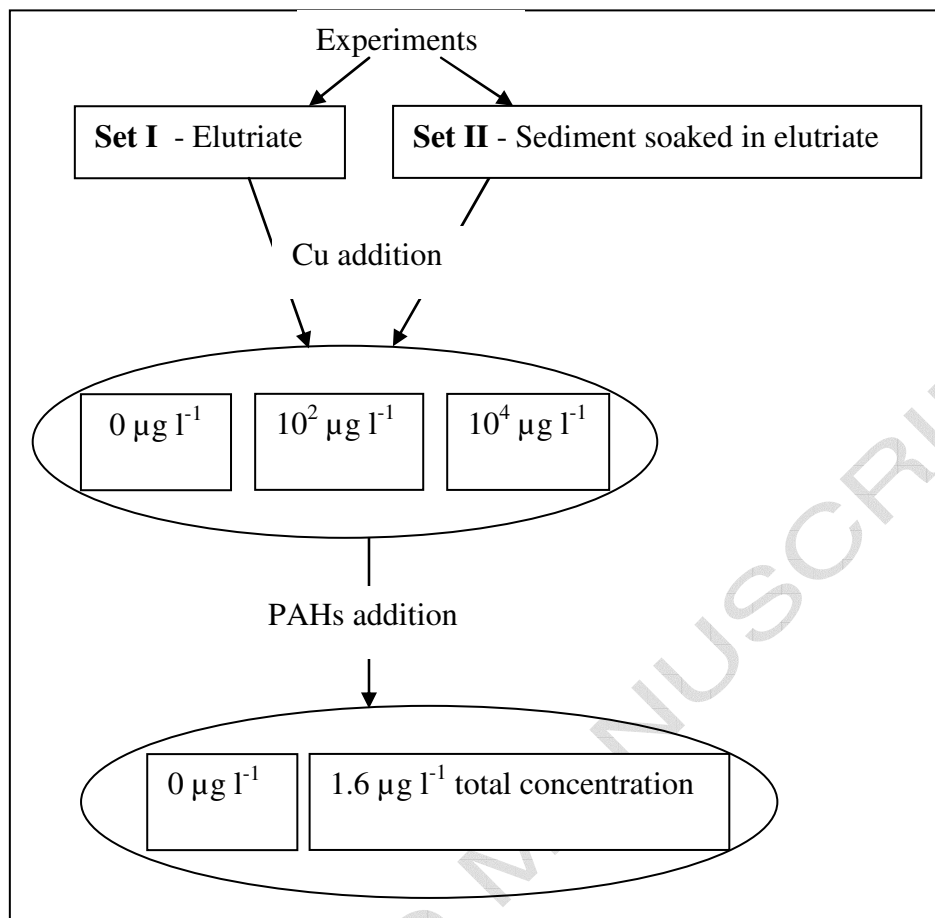 Experiments
Set I - Elutriate
Set II - Sediment soaked in elutriate
Cu addition
0 µg l⁻¹
10² µg l⁻¹
10⁴ µg l⁻¹
PAHs addition
0 µg l⁻¹
1.6 µg l⁻¹ total concentration